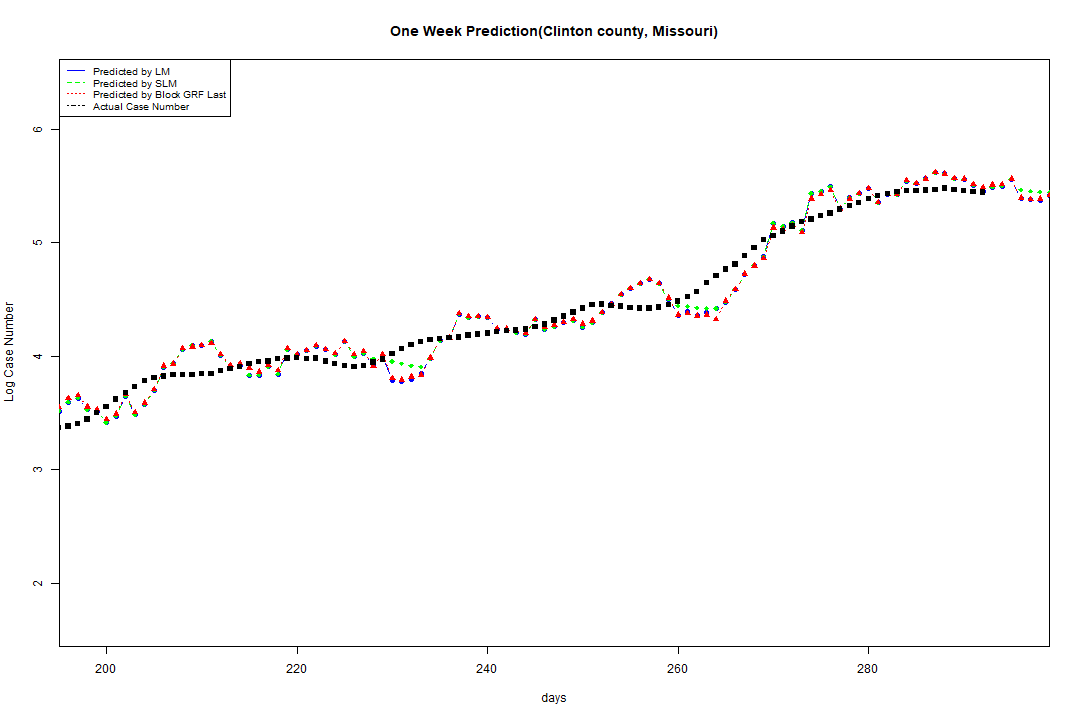 One Week Prediction(Clinton county, Missouri)
Predicted by LM
Predicted by SLM
Predicted by Block GRF Last
Actual Case Number
6
5
4
3
2
Log Case Number
200 220 240 260 280
days